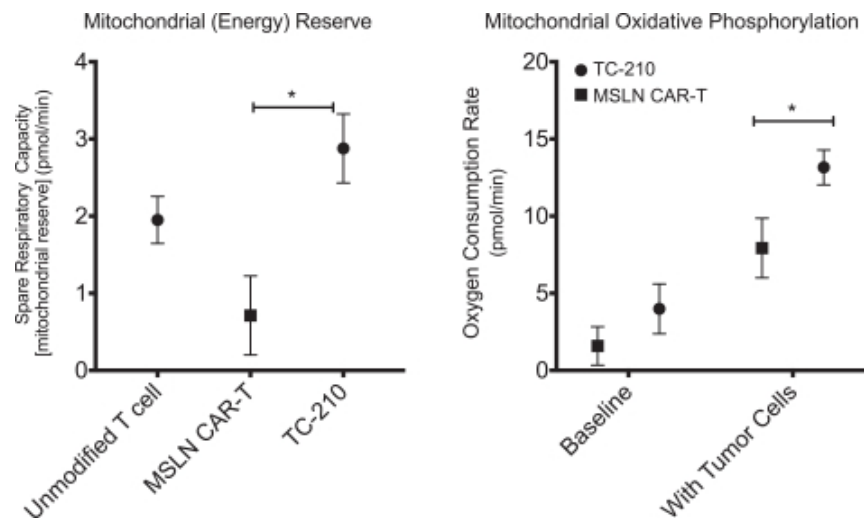 Mitochondrial (Energy) Reserve
Spare Respiratory Capacity
[mitochondrial reserve] (pmol/min)
4
3
2
1
0
*
Unmodified T cell
MSLN CAR-T
TC-210
Mitochondrial Oxidative Phosphorylation
Oxygen Consumption Rate
(pmol/min)
20
15
10
5
0
TC-210
MSLN CAR-T
*
Baseline
With Tumor Cells